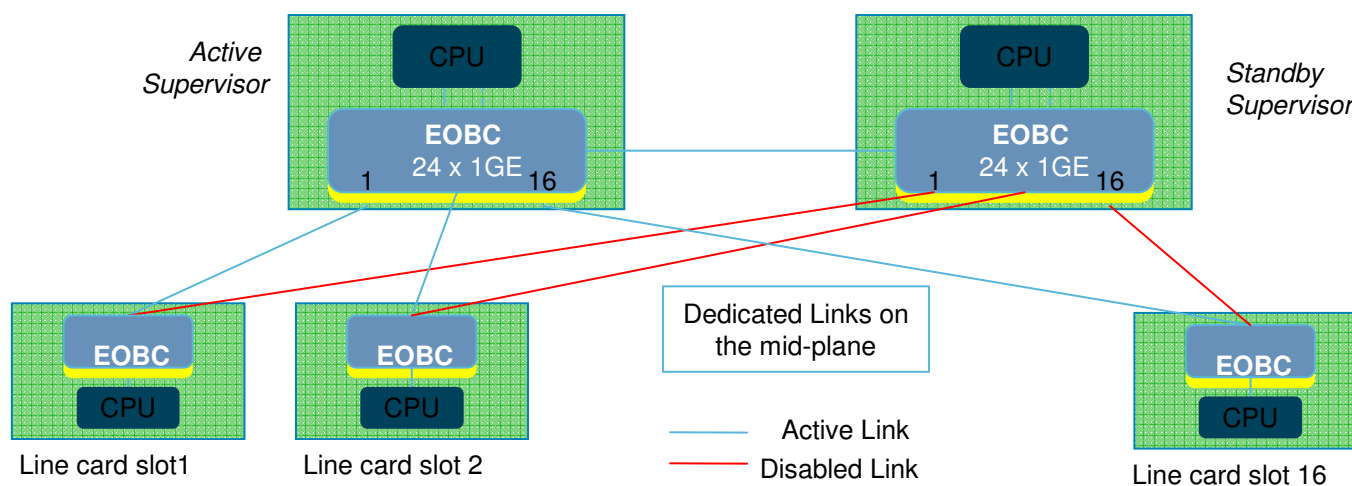 Active
Supervisor
CPU
EOBC
24 x 1GE
1
16
CPU
EOBC
24 x 1GE
1
16
Standby
Supervisor
EOBC
CPU
Line card slot1
EOBC
CPU
Line card slot 2
Dedicated Links on
the mid-plane
Active Link
Disabled Link
EOBC
CPU
Line card slot 16